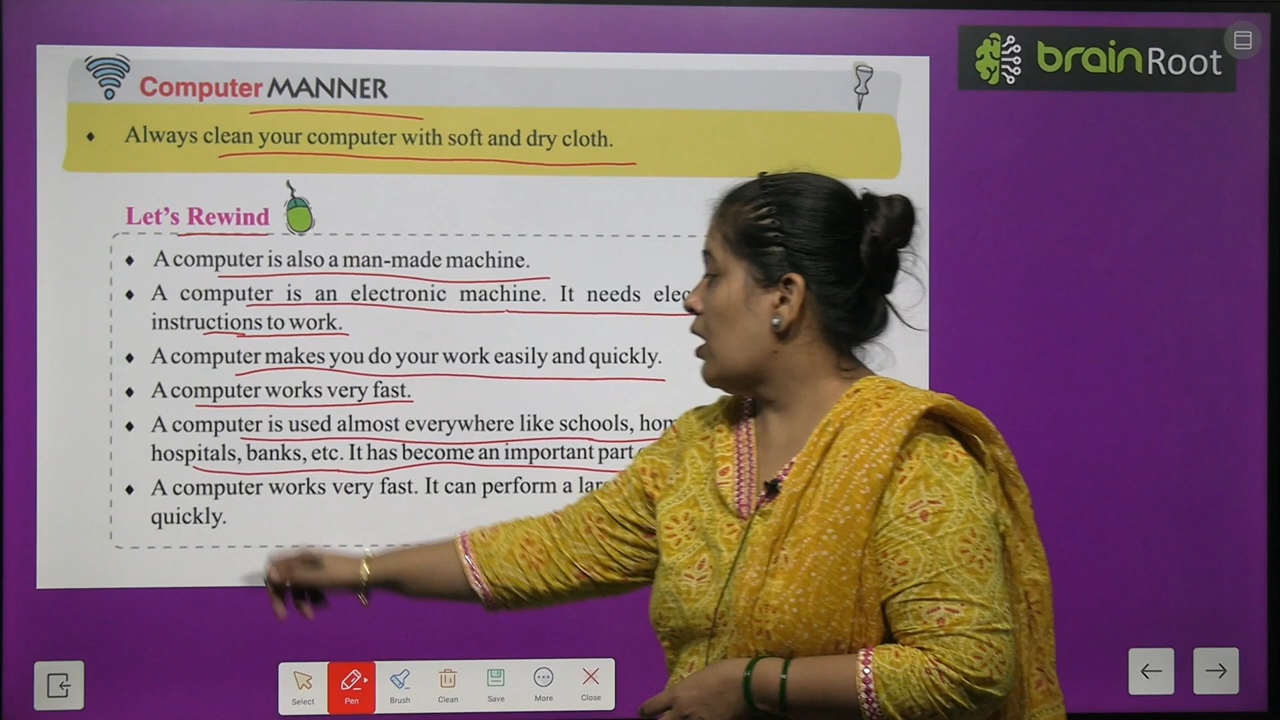 Computer MANNER
brainRoot
Always clean your computer with soft and dry cloth.
Let's Rewind
A computer is also a man-made machine.
A computer is an electronic machine. It needs
instructions to work.
A computer makes you do your work easily and quickly.
A computer works very fast.
A computer is used almost everywhere like schools,
hospitals, banks, etc. It has become an important part
A computer works very fast. It can perform a
quickly.
Select
Pen
Brush
Clean
Save
More
Close